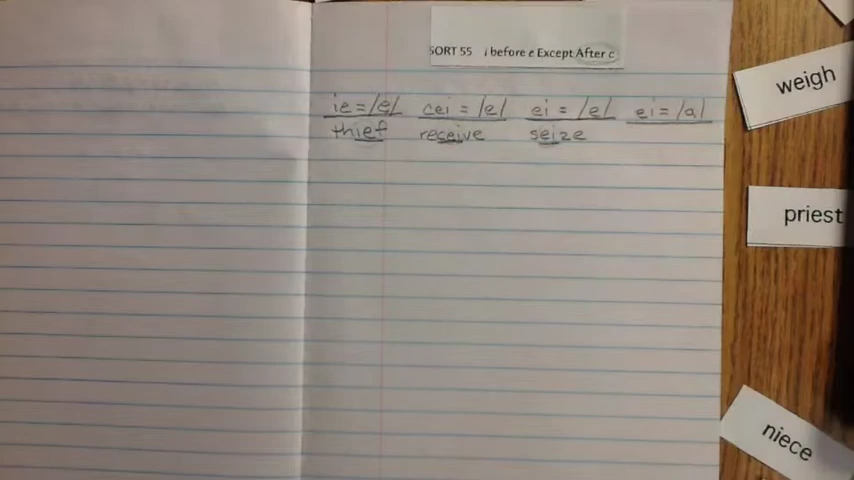 SORT 55 i before e Except After c
ie = /e/ cei = /e/ ei = /e/ ei = /a/
thief receive seize
weigh
priest
niece